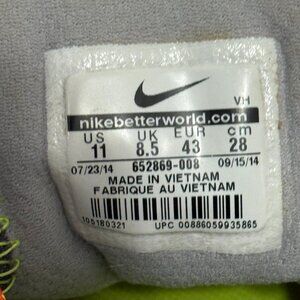 VH
nikebetterworld.com
US UK EUR cm
11 8.5 43 28
07/23/14 652869-008 09/15/14
MADE IN VIETNAM
FABRIQUE AU VIETNAM
105180321 UPC 00886059935865